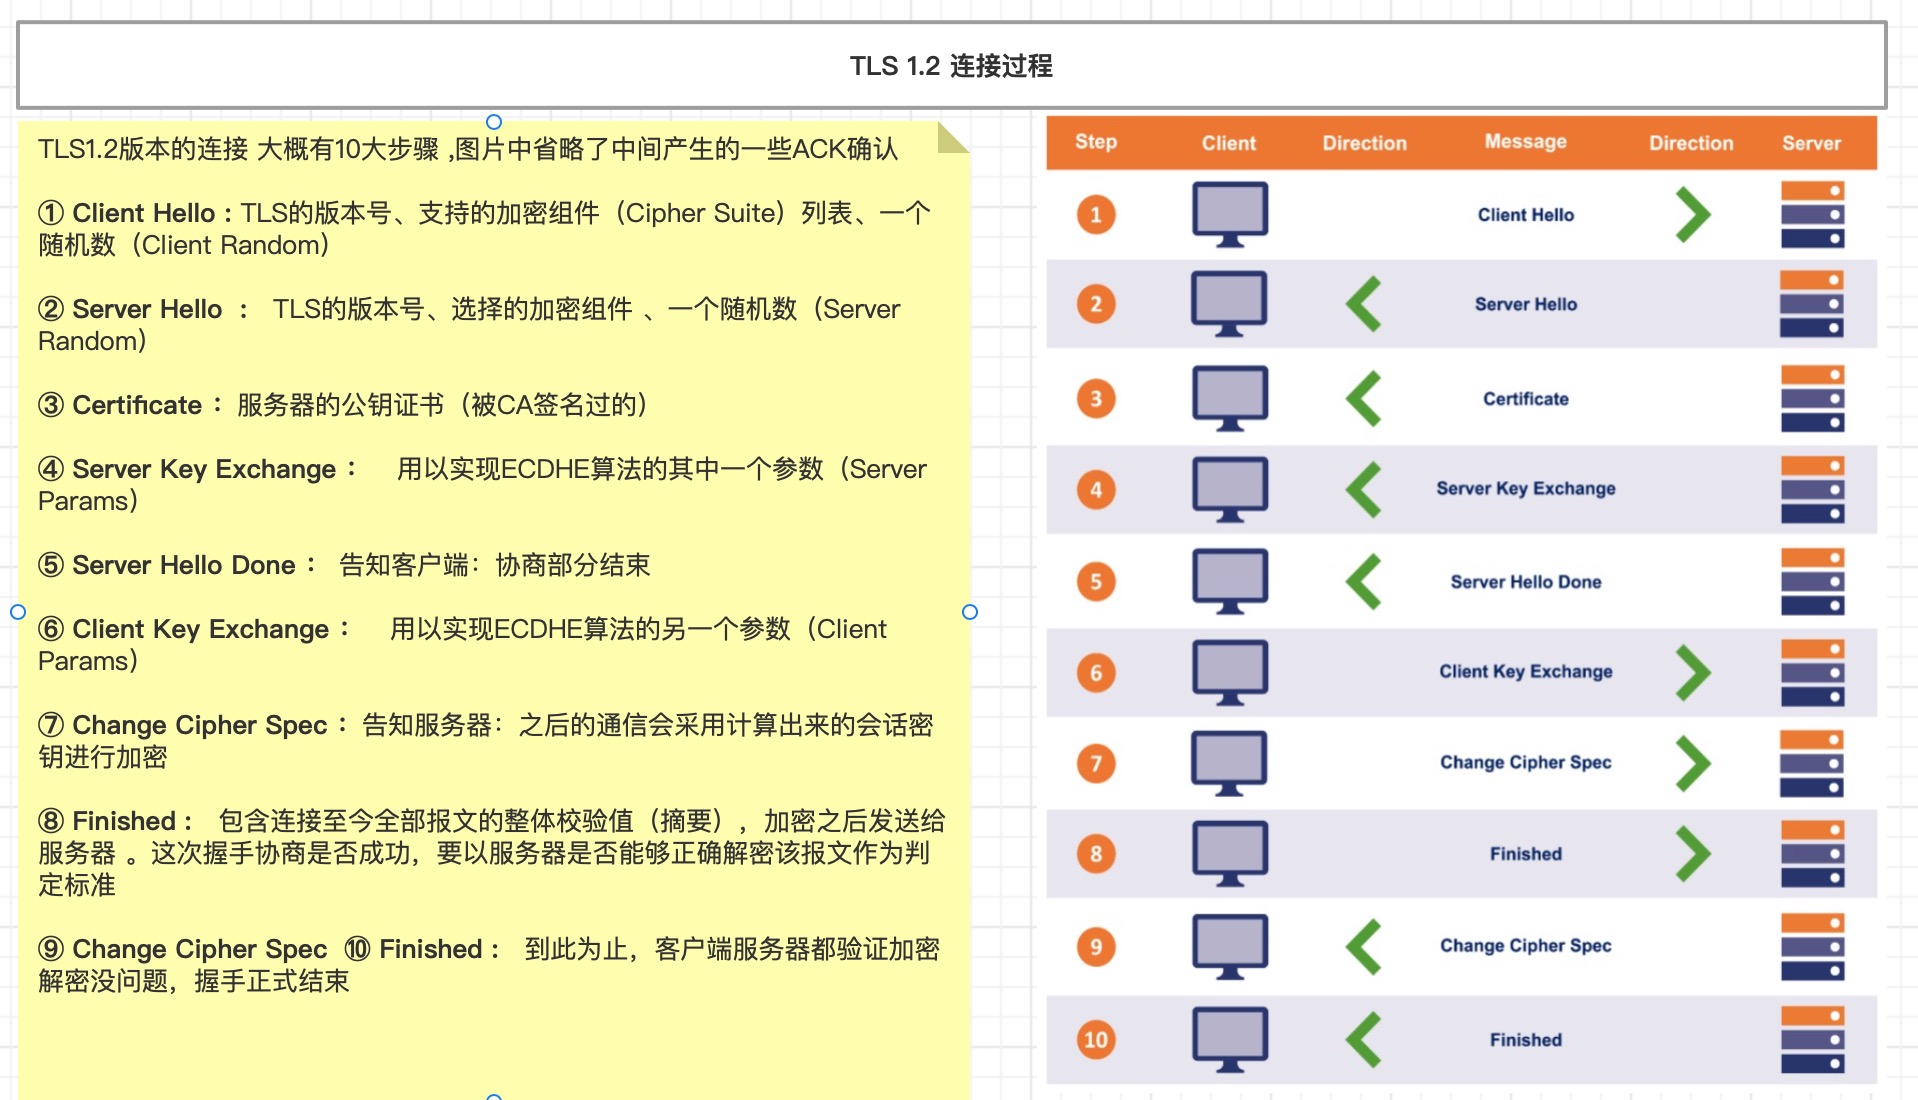 TLS 1.2 连接过程
TLS1.2版本的连接 大概有10大步骤 ,图片中省略了中间产生的一些ACK确认
① Client Hello : TLS的版本号、支持的加密组件（Cipher Suite）列表、一个
随机数（Client Random）
② Server Hello ： TLS的版本号、选择的加密组件 、一个随机数（Server
Random）
③ Certificate ： 服务器的公钥证书（被CA签名过的）
④ Server Key Exchange ： 用以实现ECDHE算法的其中一个参数（Server
Params）
⑤ Server Hello Done ： 告知客户端：协商部分结束
⑥ Client Key Exchange ： 用以实现ECDHE算法的另一个参数（Client
Params）
⑦ Change Cipher Spec ：告知服务器：之后的通信会采用计算出来的会话密
钥进行加密
⑧ Finished : 包含连接至今全部报文的整体校验值（摘要）,加密之后发送给
服务器 。这次握手协商是否成功，要以服务器是否能够正确解密该报文作为判
定标准
⑨ Change Cipher Spec ⑩ Finished : 到此为止，客户端服务器都验证加密
解密没问题，握手正式结束
Step Client Direction Message Direction Server
1 Client Hello
2 Server Hello
3 Certificate
4 Server Key Exchange
5 Server Hello Done
6 Client Key Exchange
7 Change Cipher Spec
8 Finished
9 Change Cipher Spec
10 Finished